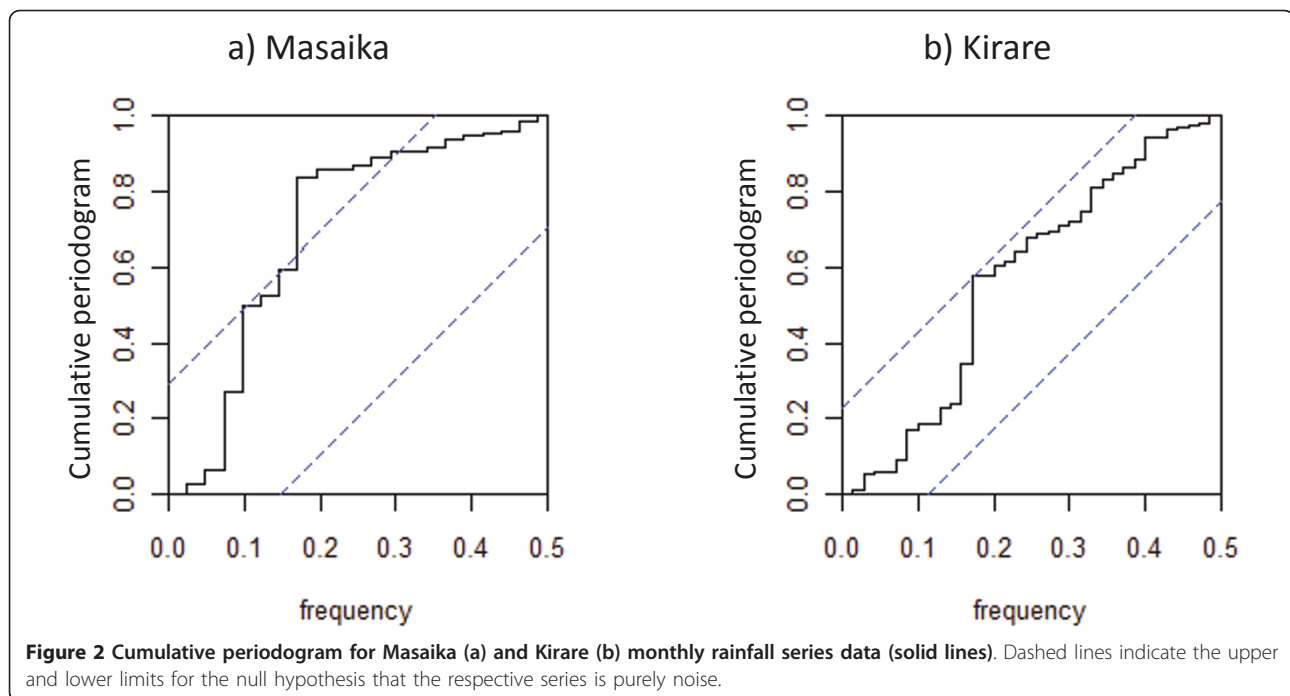 a) Masaika
b) Kirare
Cumulative periodogram
0.0 0.2 0.4 0.6 0.8 1.0
0.0 0.1 0.2 0.3 0.4 0.5
frequency
Cumulative periodogram
0.0 0.2 0.4 0.6 0.8 1.0
0.0 0.1 0.2 0.3 0.4 0.5
frequency
Figure 2 Cumulative periodogram for Masaika (a) and Kirare (b) monthly rainfall series data (solid lines). Dashed lines indicate the upper
and lower limits for the null hypothesis that the respective series is purely noise.